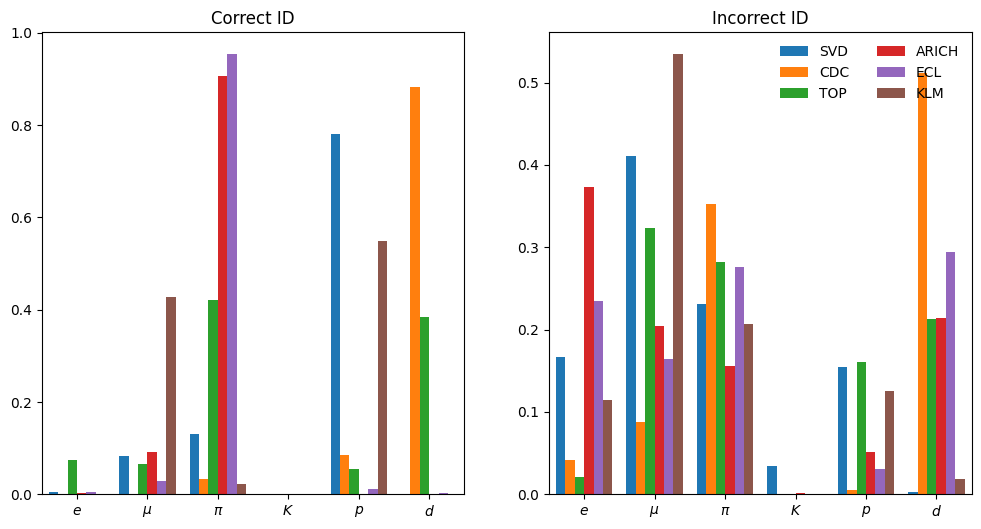 Correct ID
1.0
0.8
0.6
0.4
0.2
0.0
e μ π K p d
Incorrect ID
SVD ARICH
CDC ECL
TOP KLM
0.5
0.4
0.3
0.2
0.1
0.0
e μ π K p d